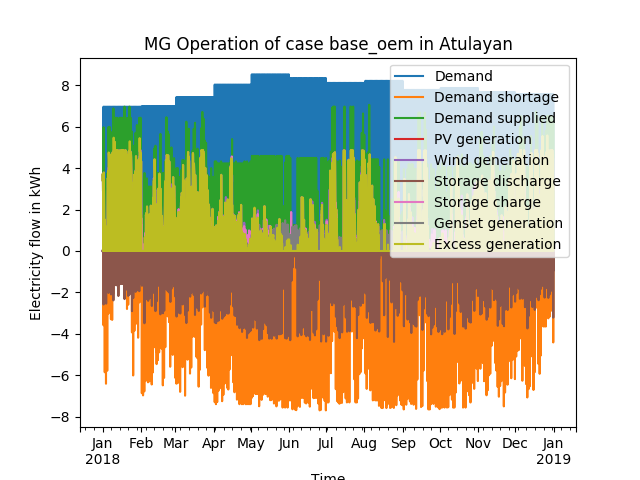 MG Operation of case base_oem in Atulayan
Demand
Demand shortage
Demand supplied
PV generation
Wind generation
Storage discharge
Storage charge
Genset generation
Excess generation
Electricity flow in kWh
8
6
4
2
0
−2
−4
−6
−8
Jan Feb Mar Apr May Jun Jul Aug Sep Oct Nov Dec Jan
2018 2019
Time